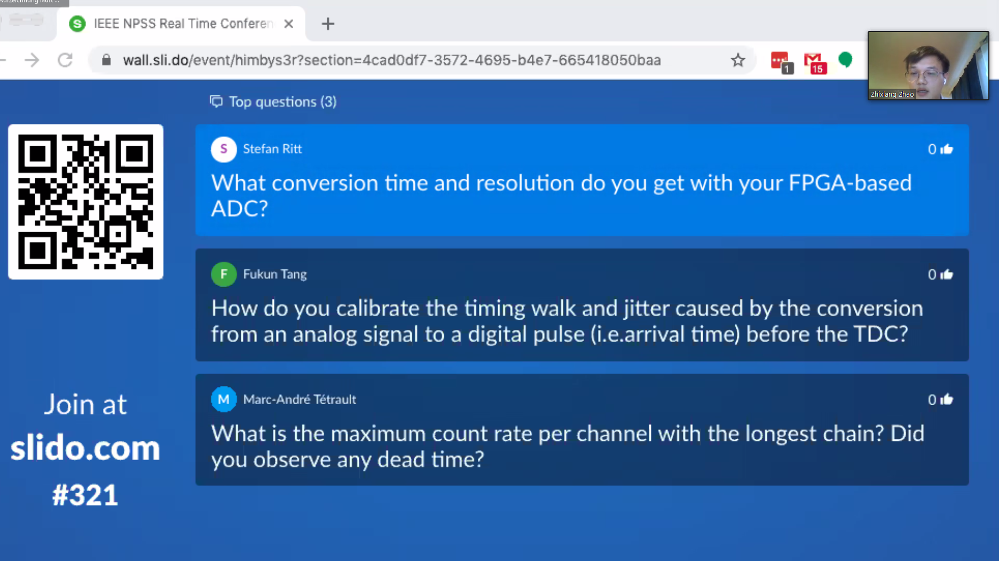 Aufzeichnung läuft ...
IEEE NPSS Real Time Conferen
wall.sli.do/event/himbys3r?section=4cad0df7-3572-4695-b4e7-665418050baa
1
15
Zhixiang Zhao
Top questions (3)
S
Stefan Ritt
0
What conversion time and resolution do you get with your FPGA-based
ADC?
F
Fukun Tang
0
How do you calibrate the timing walk and jitter caused by the conversion
from an analog signal to a digital pulse (i.e.arrival time) before the TDC?
M
Marc-André Tétrault
0
What is the maximum count rate per channel with the longest chain? Did
you observe any dead time?
Join at
slido.com
#321